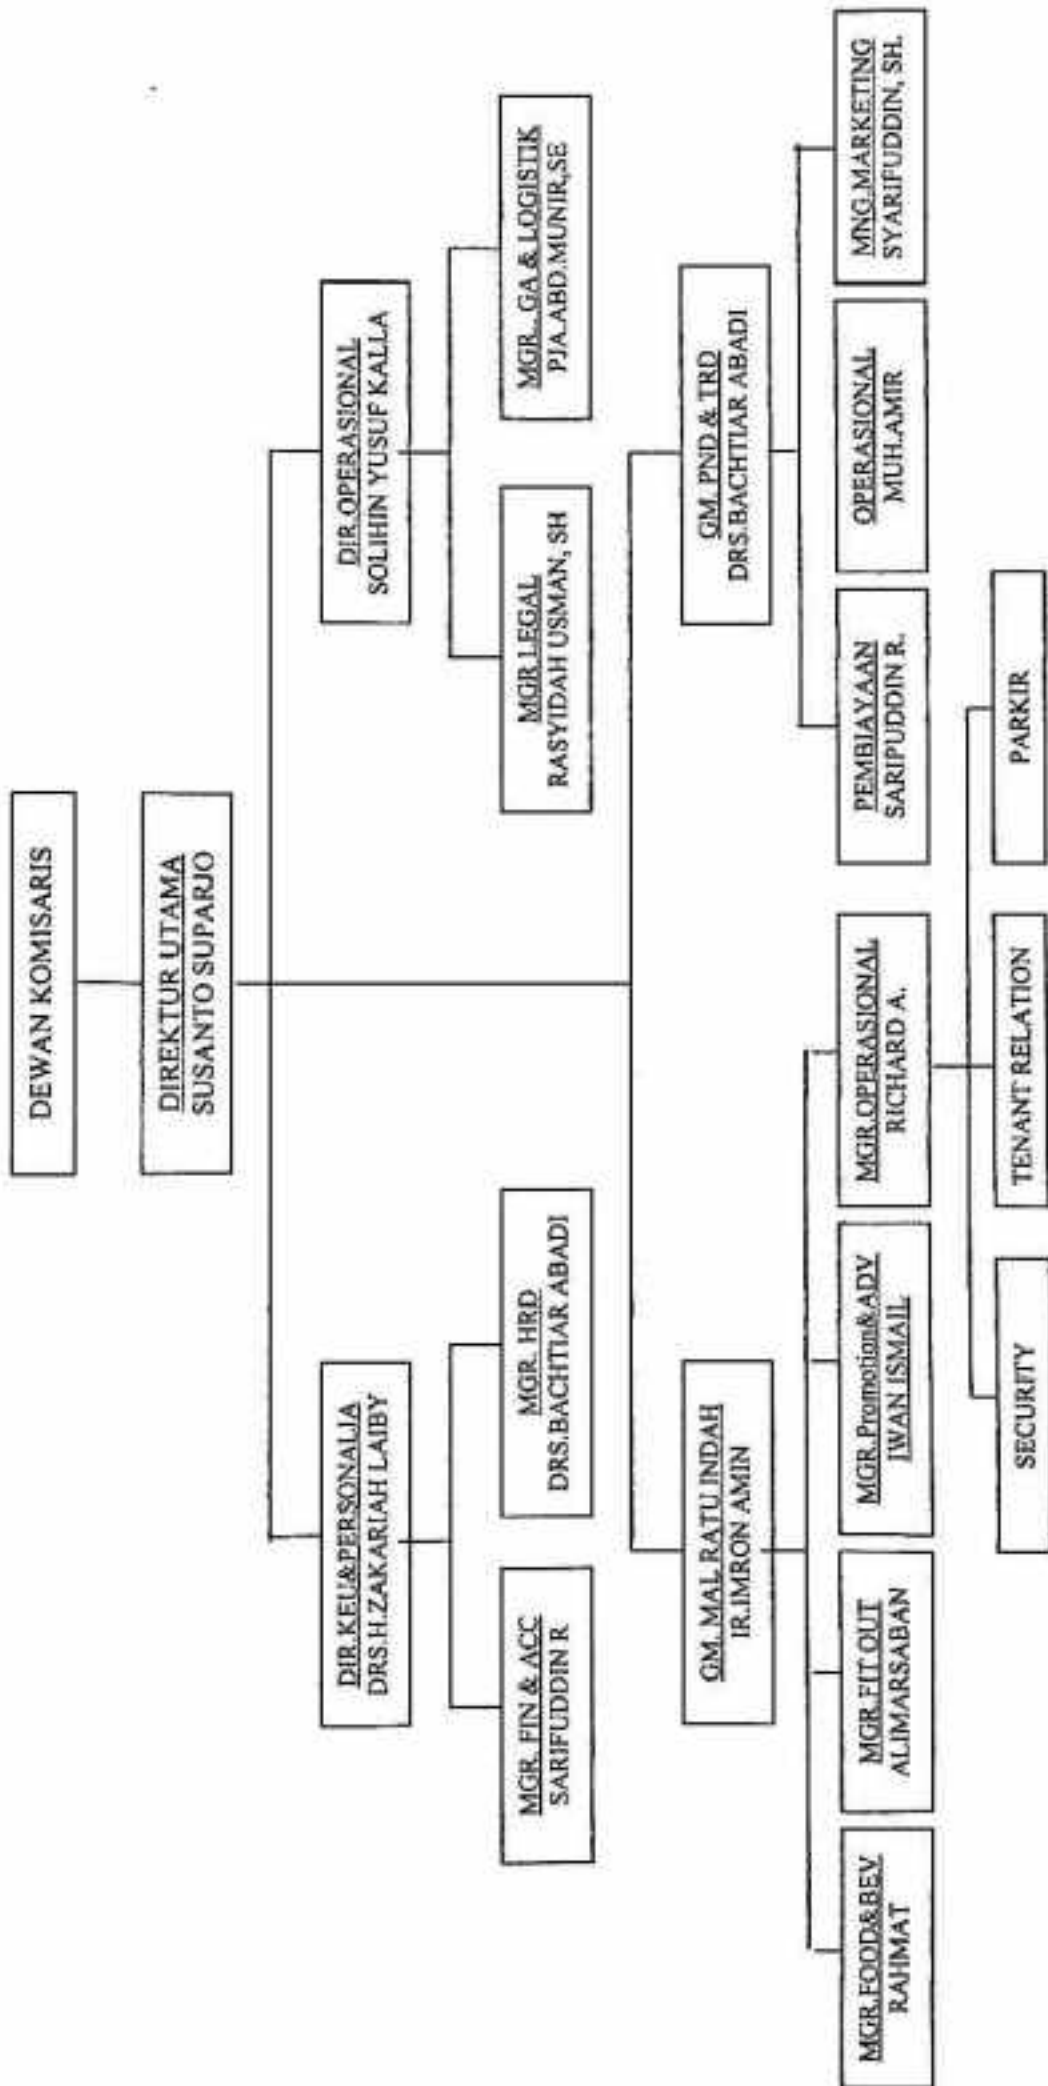 DEWAN KOMISARIS
DIREKTUR UTAMA
SUSANTO SUPARJO
DIR.KEU&PERSONALIA
DRS.H.ZAKARIAH LAIBY
DIR.OPERASIONAL
SOLIHIN YUSUF KALLA
MGR. FIN & ACC
SARIFUDDIN R
MGR. HRD
DRS.BACHTIAR ABADI
MGR LEGAL
RASYIDAH USMAN, SH
MGR.. GA & LOGISTIK
PJA.ABD.MUNIR,SE
GM. MAL RATU INDAH
IR.IMRON AMIN
GM. PND & TRD
DRS.BACHTIAR ABADI
MGR.FOOD&BEV
RAHMAT
MGR.FIT OUT
ALIMARSABAN
MGR.Promotion&ADV
IWAN ISMAIL
MGR.OPERASIONAL
RICHARD A.
PEMBIAYAAN
SARIPUDDIN R.
OPERASIONAL
MUH.AMIR
MNG.MARKETING
SYARIFUDDIN, SH.
SECURITY
TENANT RELATION
PARKIR